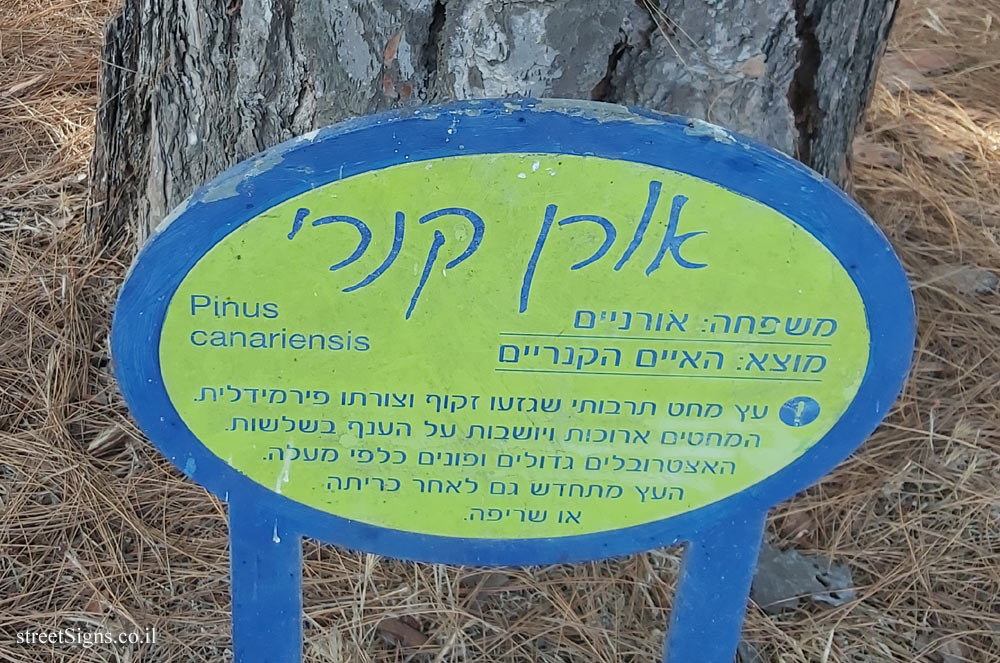 אורן קנרי
Pinus
canariensis
משפחה: אורניים
מוצא: האיים הקנריים
עץ מחט תרבותי שגזעו זקוף וצורתו פירמידלית.
המחטים ארוכות ויושבות על הענף בשלשות.
האצטרובלים גדולים ופונים כלפי מעלה.
העץ מתחדש גם לאחר כריתה
או שריפה.
streetSigns.co.il